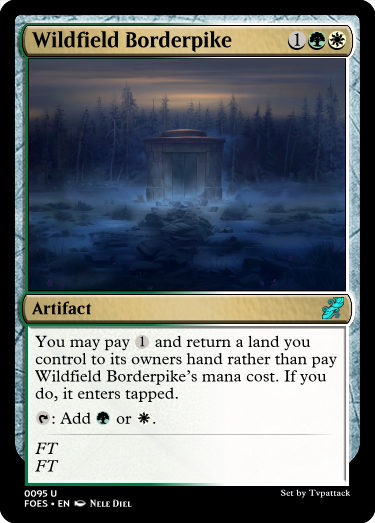 Wildfield Borderpike 1
Artifact
You may pay 1 and return a land you
control to its owners hand rather than pay
Wildfield Borderpike's mana cost. If you
do, it enters tapped.
: Add or .
FT
FT
0095 U
FOES • EN Nele Diel
Set by Tvpattack